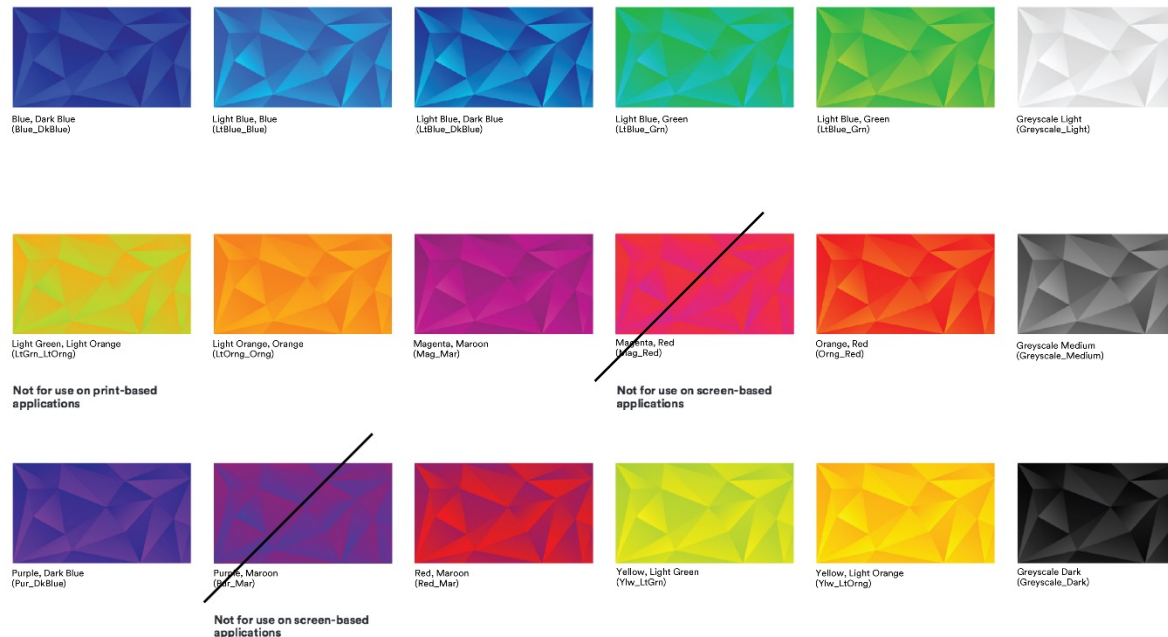 Blue, Dark Blue
(Blue_DkBlue)
Light Blue, Blue
(LtBlue_Blue)
Light Blue, Dark Blue
(LtBlue_DkBlue)
Light Blue, Green
(LtBlue_Grn)
Light Blue, Green
(LtBlue_Grn)
Greyscale Light
(Greyscale_Light)
Light Green, Light Orange
(LtGrn_LtOrng)
Not for use on print-based
applications
Light Orange, Orange
(LtOrng_Orng)
Magenta, Maroon
(Mag_Mar)
Magenta, Red
(Mag_Red)
Not for use on screen-based
applications
Orange, Red
(Orng_Red)
Greyscale Medium
(Greyscale_Medium)
Purple, Dark Blue
(Pur_DkBlue)
Purple, Maroon
(Pur_Mar)
Not for use on screen-based
applications
Red, Maroon
(Red_Mar)
Yellow, Light Green
(Ylw_LtGrn)
Yellow, Light Orange
(Ylw_LtOrng)
Greyscale Dark
(Greyscale_Dark)